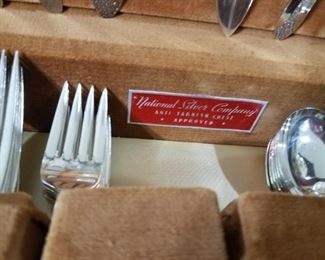 National Silver Company
ANTI-TARNISH CHEST
• APPROVED •